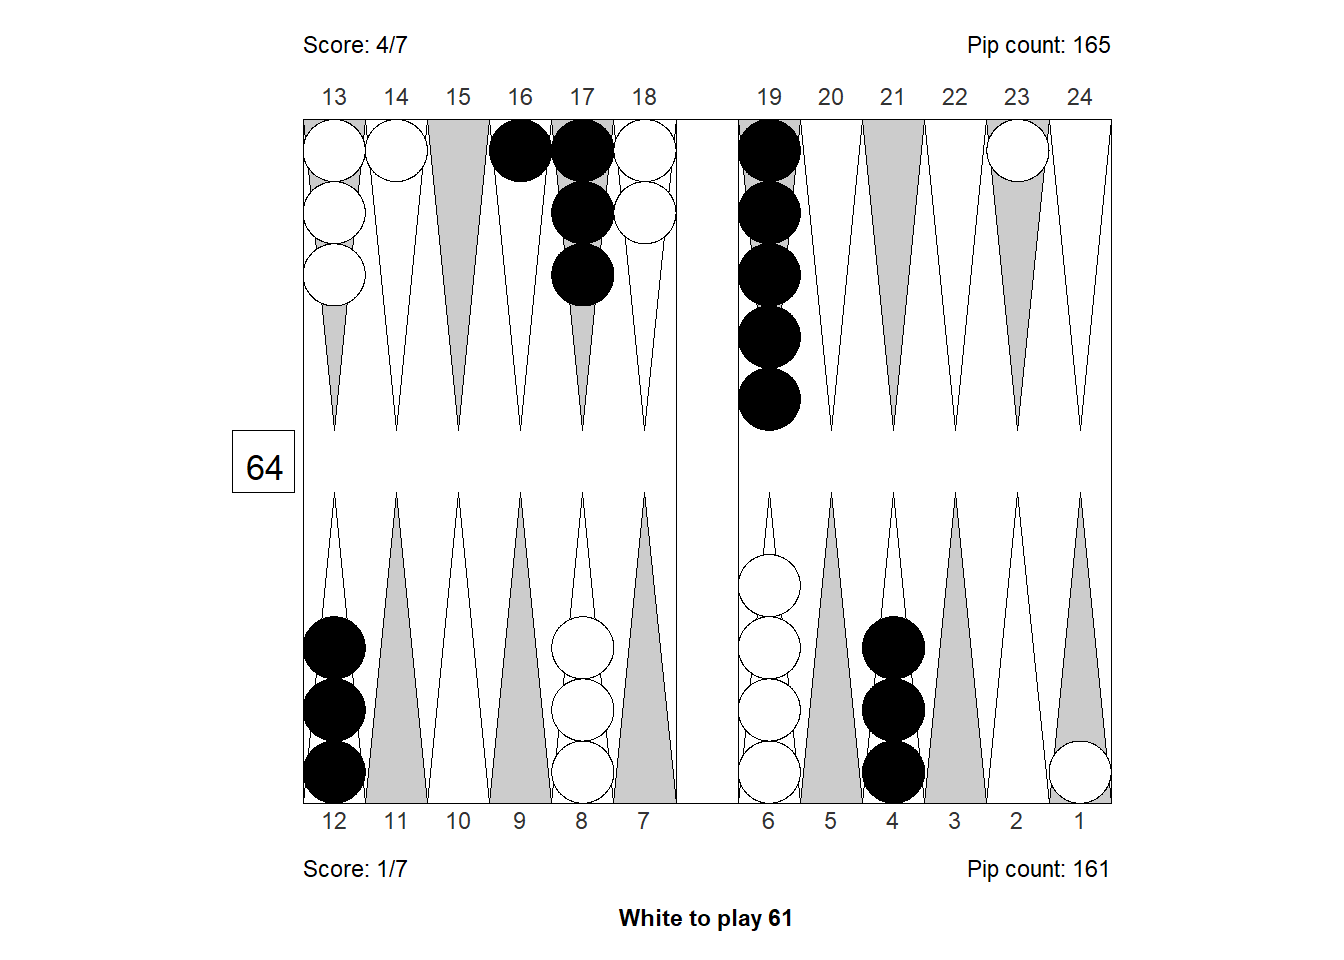 Score: 4/7 Pip count: 165
13 14 15 16 17 18 19 20 21 22 23 24
64
12 11 10 9 8 7 6 5 4 3 2 1
Score: 1/7 Pip count: 161
White to play 61